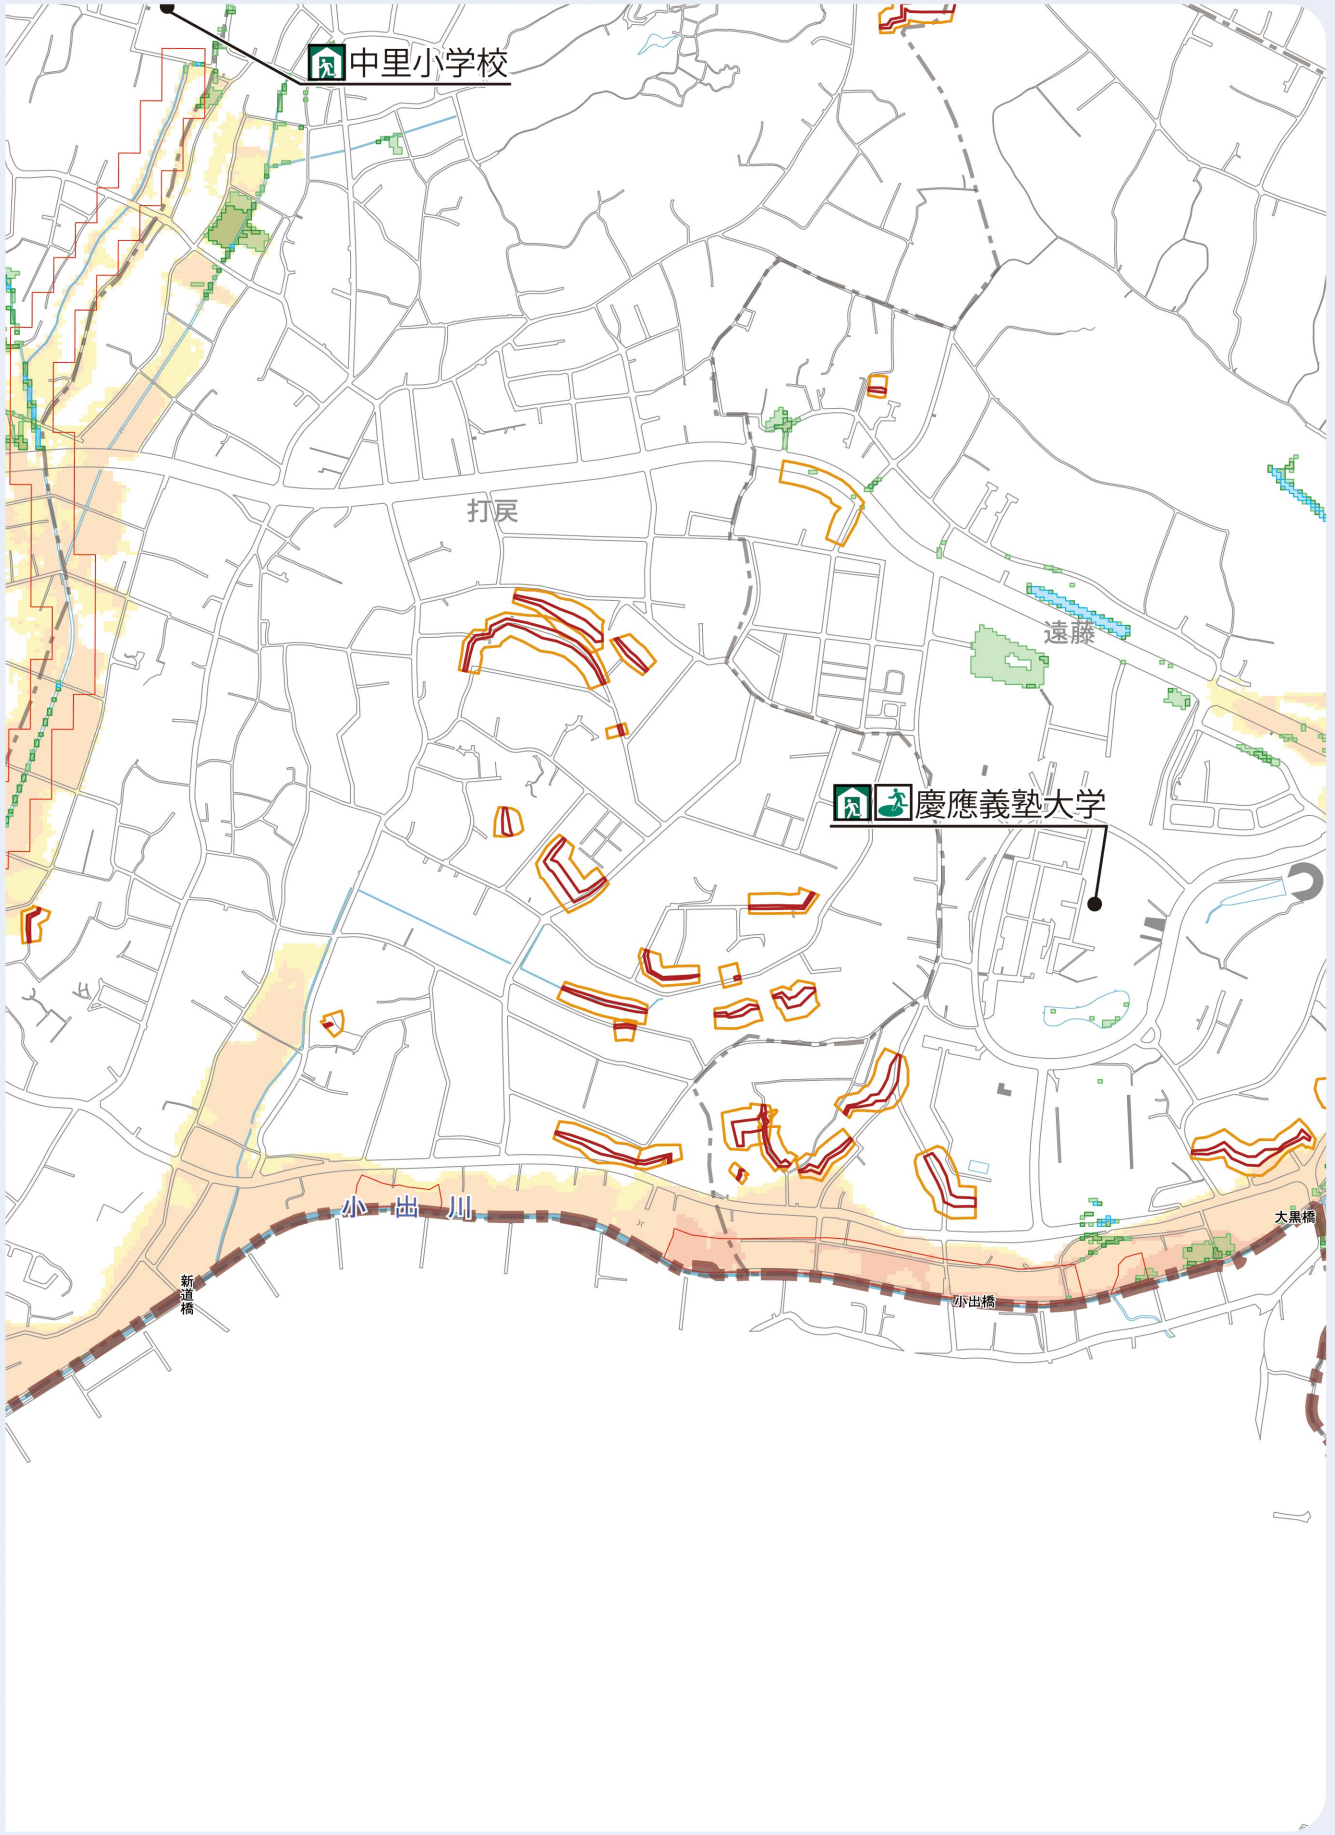 中里小学校
打戻
遠藤
慶應義塾大学
小出川
大黒橋
新道橋
小出橋